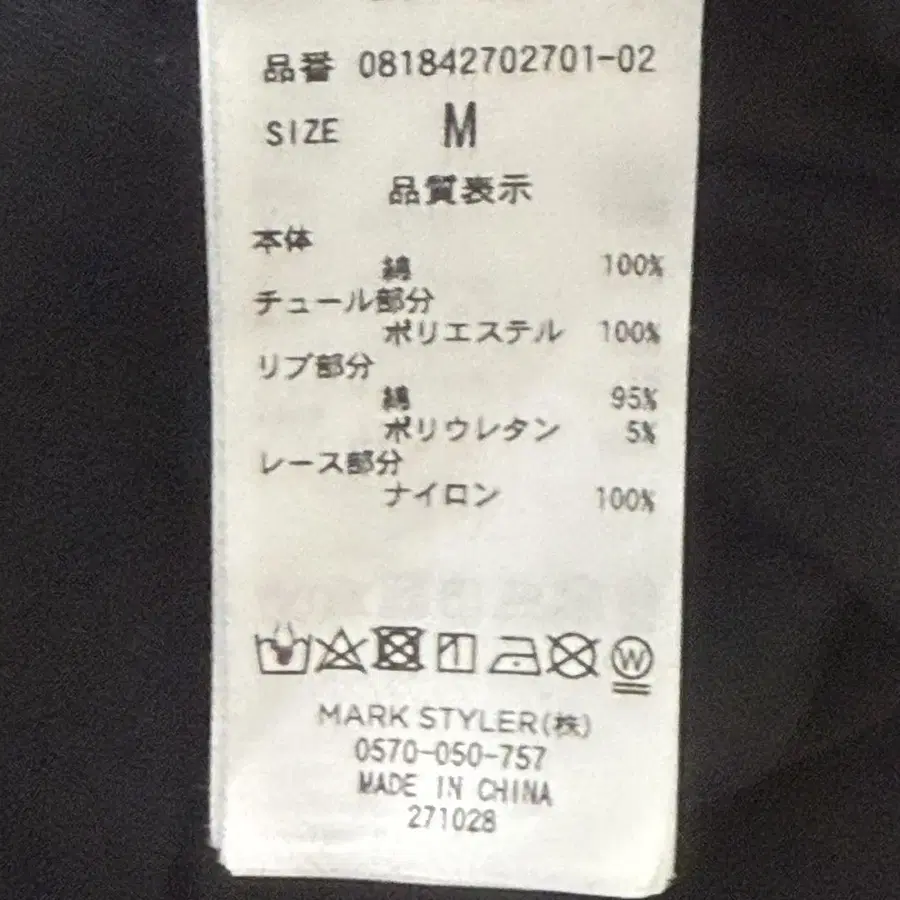 品番 081842702701-02
SIZE M
品質表示
本体
綿 100%
チュール部分
ポリエステル 100%
リブ部分
綿 95%
ポリウレタン 5%
レース部分
ナイロン 100%
W
MARK STYLER(株)
0570-050-757
MADE IN CHINA
271028